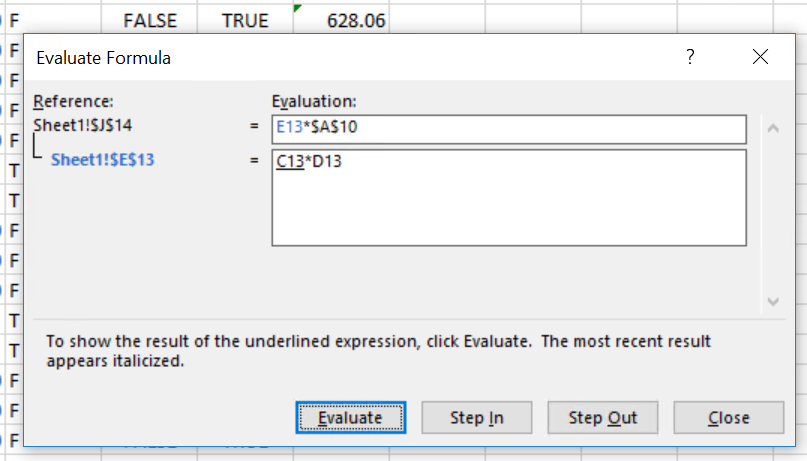 F FALSE TRUE 628.06
F
Evaluate Formula ? 
F
F
Reference: Evaluation:
F
Sheet1!$J$14 = E13*$A$10
F
Sheet1!$E$13 = C13*D13
T
T
F
F
F
T
To show the result of the underlined expression, click Evaluate. The most recent result
T
appears italicized.
F
F
Evaluate Step In Step Out Close
F